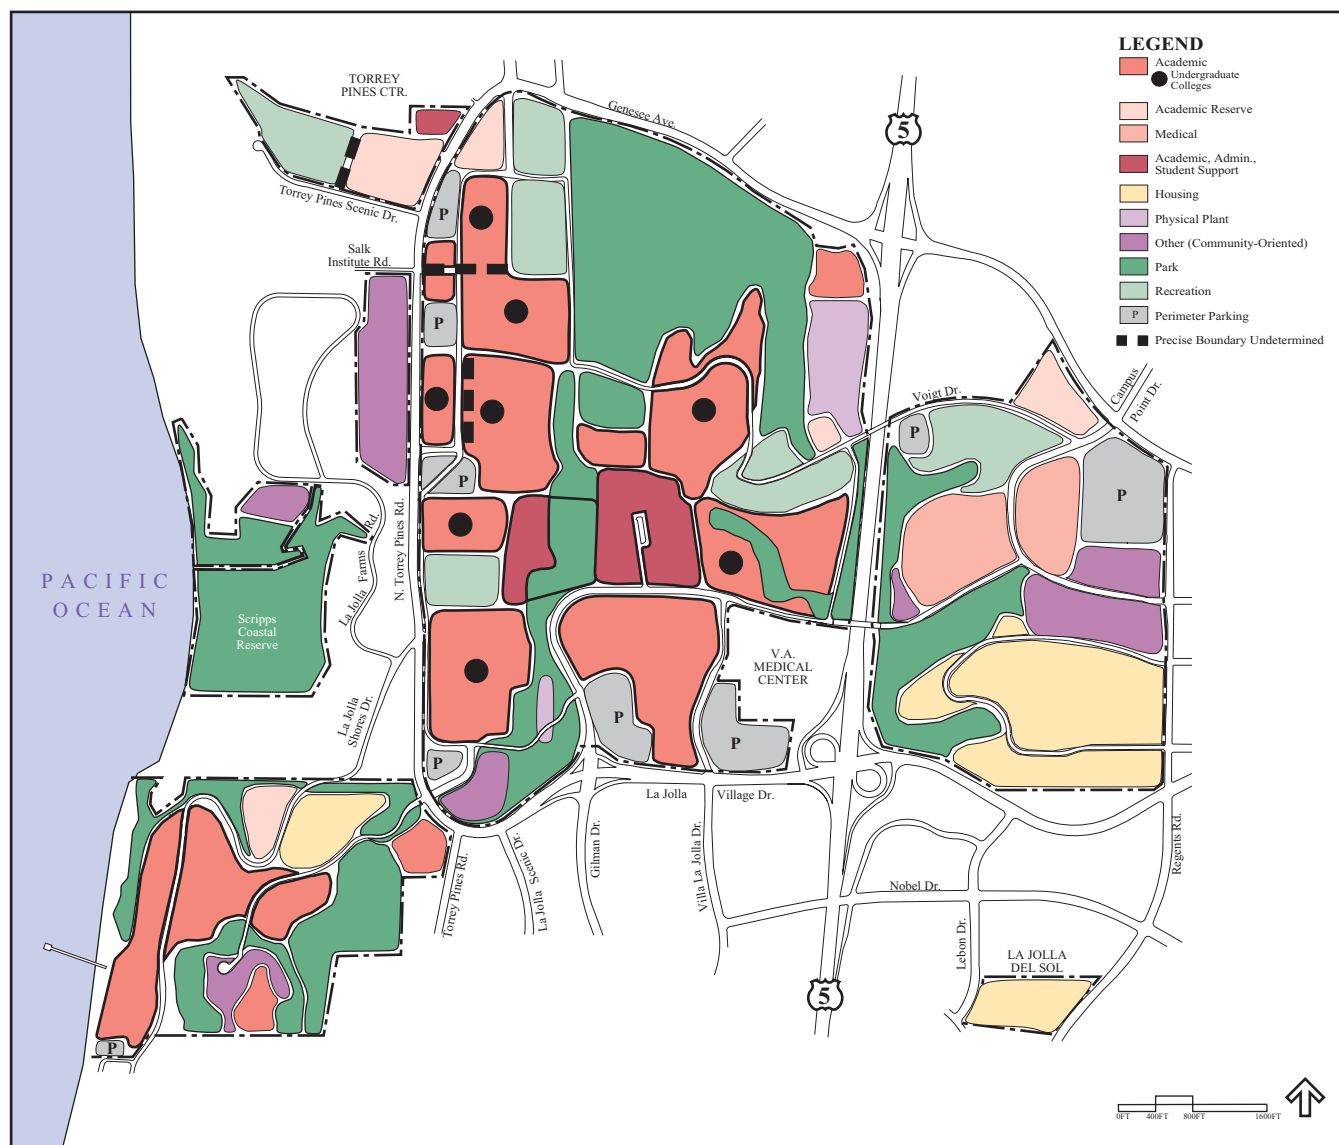 LEGEND
Academic
Undergraduate
Colleges
Academic Reserve
Medical
Academic, Admin.,
Student Support
Housing
Physical Plant
Other (Community-Oriented)
Park
Recreation
P Perimeter Parking
Precise Boundary Undetermined
TORREY
PINES CTR.
Genesee Ave.
5
Torrey Pines Scenic Dr.
P
Salk
Institute Rd.
P
Voigt Dr.
Campus
Point Dr.
P
P
P
N. Torrey Pines Rd.
La Jolla Farms Rd.
PACIFIC
OCEAN
Scripps
Coastal
Reserve
V.A.
MEDICAL
CENTER
La Jolla
Shores Dr.
P
P
P
La Jolla Village Dr.
Gilman Dr.
Villa La Jolla Dr.
La Jolla Scenic Dr.
Torrey Pines Rd.
Regents Rd.
Nobel Dr.
Lebon Dr.
LA JOLLA
DEL SOL
5
P
0FT 400FT 800FT 1600FT